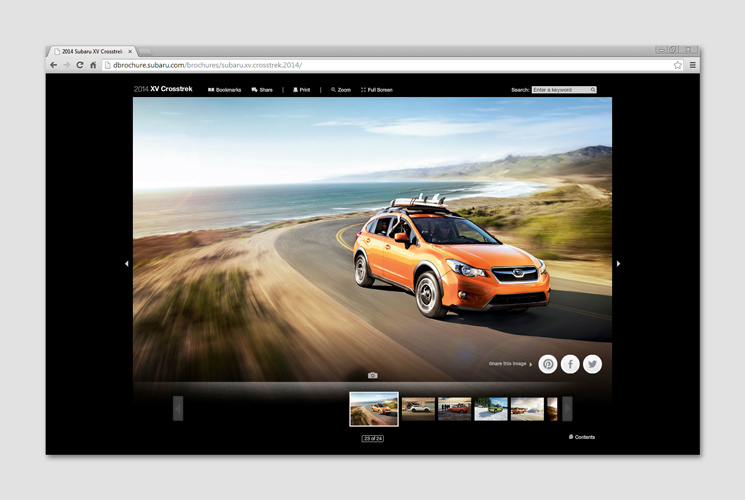 2014 Subaru XV Crosstrek
dbrochure.subaru.com/brochures/subaru.xv.crosstrek.2014/
2014 XV Crosstrek Bookmarks Share | Print | Zoom Full Screen Search: Enter a keyword
Share this image
23 of 24
Contents